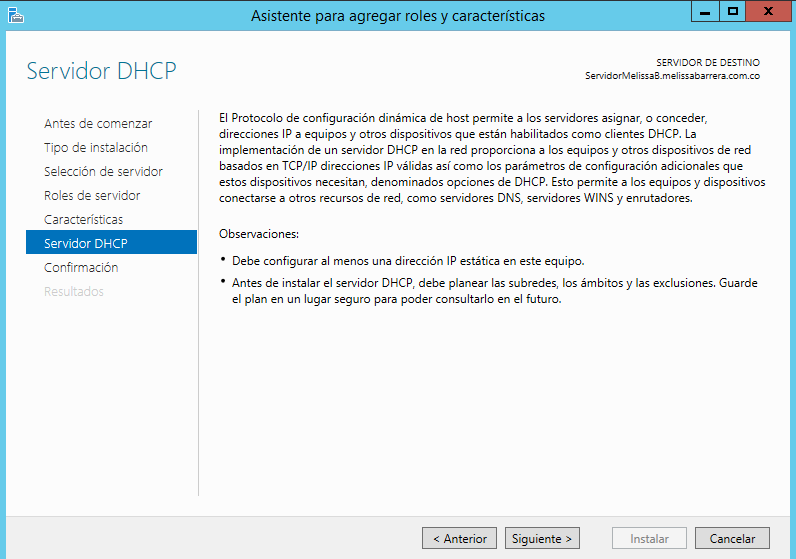 Asistente para agregar roles y características
Servidor DHCP
SERVIDOR DE DESTINO
ServidorMelissaB.melissabarrera.com.co
Antes de comenzar
Tipo de instalación
Selección de servidor
Roles de servidor
Características
Servidor DHCP
Confirmación
Resultados
El Protocolo de configuración dinámica de host permite a los servidores asignar, o conceder,
direcciones IP a equipos y otros dispositivos que están habilitados como clientes DHCP. La
implementación de un servidor DHCP en la red proporciona a los equipos y otros dispositivos de red
basados en TCP/IP direcciones IP válidas así como los parámetros de configuración adicionales que
estos dispositivos necesitan, denominados opciones de DHCP. Esto permite a los equipos y dispositivos
conectarse a otros recursos de red, como servidores DNS, servidores WINS y enrutadores.
Observaciones:
• Debe configurar al menos una dirección IP estática en este equipo.
• Antes de instalar el servidor DHCP, debe planear las subredes, los ámbitos y las exclusiones. Guarde
el plan en un lugar seguro para poder consultarlo en el futuro.
< Anterior
Siguiente >
Instalar
Cancelar